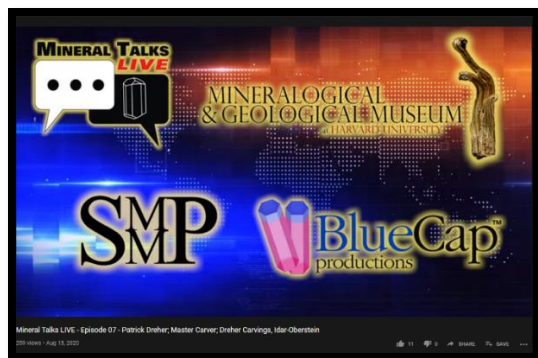 MINERAL TALKS
LIVE
MINERALOGICAL
& GEOLOGICAL MUSEUM
at HARVARD UNIVERSITY
SMMP
BlueCap™
productions
Mineral Talks LIVE - Episode 07 - Patrick Dreher; Master Carver; Dreher Carvings, Idar-Oberstein
259 views • Aug 13, 2020
11
0
SHARE
SAVE